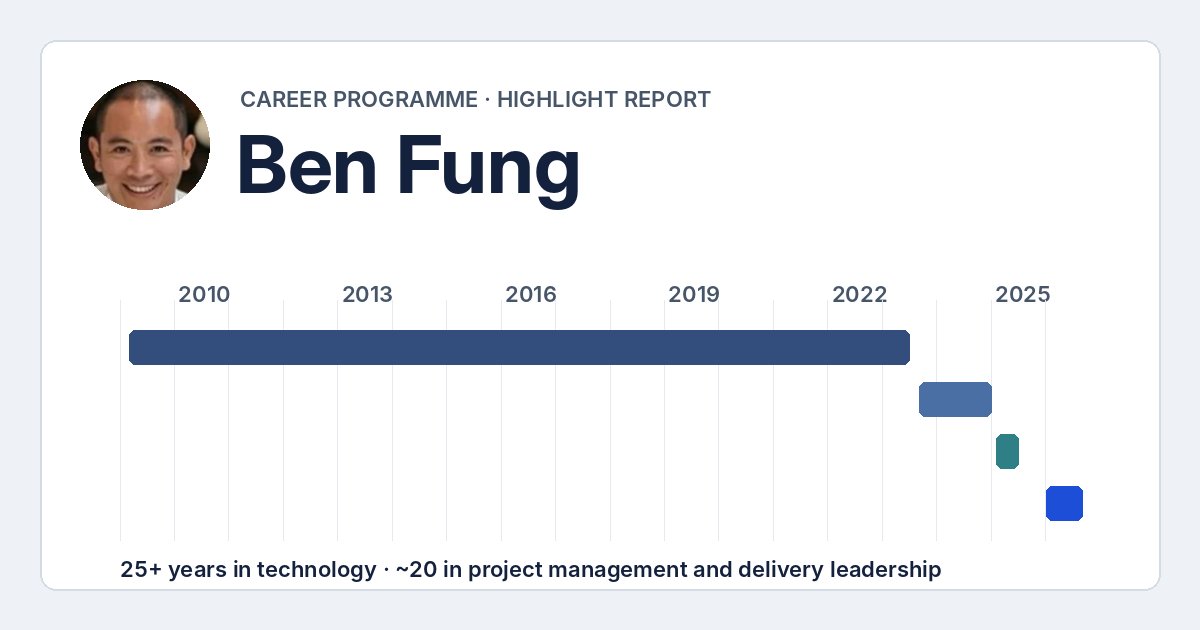 CAREER PROGRAMME · HIGHLIGHT REPORT
Ben Fung
2010 2013 2016 2019 2022 2025
25+ years in technology · ~20 in project management and delivery leadership